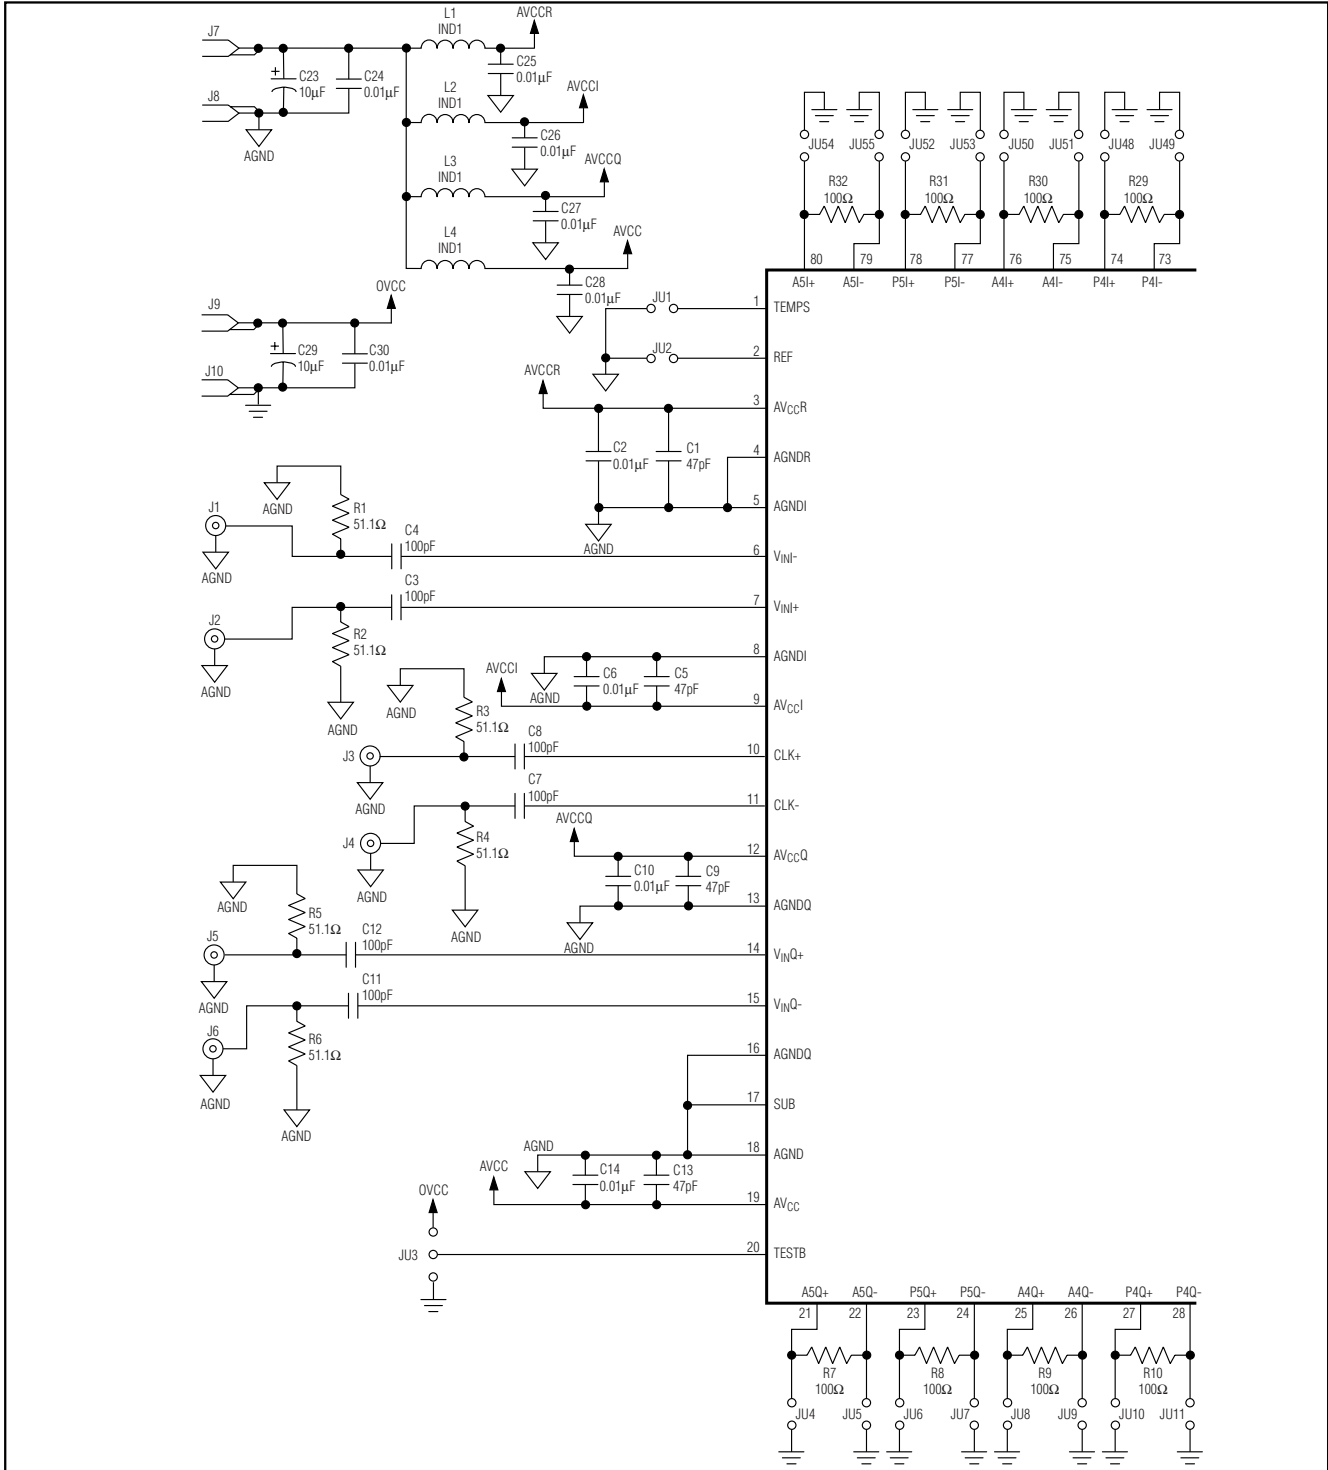 L1
IND1
AVCCR
J7
C23
10µF
C24
0.01µF
C25
0.01µF
J8
AGND
L2
IND1
AVCCI
C26
0.01µF
L3
IND1
AVCCQ
C27
0.01µF
L4
IND1
AVCC
C28
0.01µF
J9
OVCC
C29
10µF
C30
0.01µF
J10
JU54 JU55 JU52 JU53 JU50 JU51 JU48 JU49
R32
100Ω
R31
100Ω
R30
100Ω
R29
100Ω
80 79 78 77 76 75 74 73
A5I+ A5I- P5I+ P5I- A4I+ A4I- P4I+ P4I-
JU1
1 TEMPS
JU2
2 REF
AVCCR
3 AVCCR
C2
0.01µF
C1
47pF
4 AGNDR
5 AGNDI
AGND
AGND
R1
51.1Ω
J1
AGND
C4
100pF
6 VINI-
C3
100pF
7 VINI+
J2
AGND
R2
51.1Ω
AGND
8 AGNDI
AVCCI
AGND
C6
0.01µF
C5
47pF
9 AVCCI
AGND
R3
51.1Ω
C8
100pF
J3
AGND
10 CLK+
C7
100pF
11 CLK-
J4
AGND
R4
51.1Ω
AGND
AVCCQ
12 AVCCQ
C10
0.01µF
C9
47pF
13 AGNDQ
AGND
AGND
R5
51.1Ω
J5
AGND
C12
100pF
14 VINQ+
C11
100pF
15 VINQ-
J6
AGND
R6
51.1Ω
AGND
16 AGNDQ
17 SUB
AGND
18 AGND
AVCC
C14
0.01µF
C13
47pF
19 AVCC
OVCC
JU3
20 TESTB
A5Q+ A5Q- P5Q+ P5Q- A4Q+ A4Q- P4Q+ P4Q-
21 22 23 24 25 26 27 28
R7
100Ω
R8
100Ω
R9
100Ω
R10
100Ω
JU4 JU5 JU6 JU7 JU8 JU9 JU10 JU11